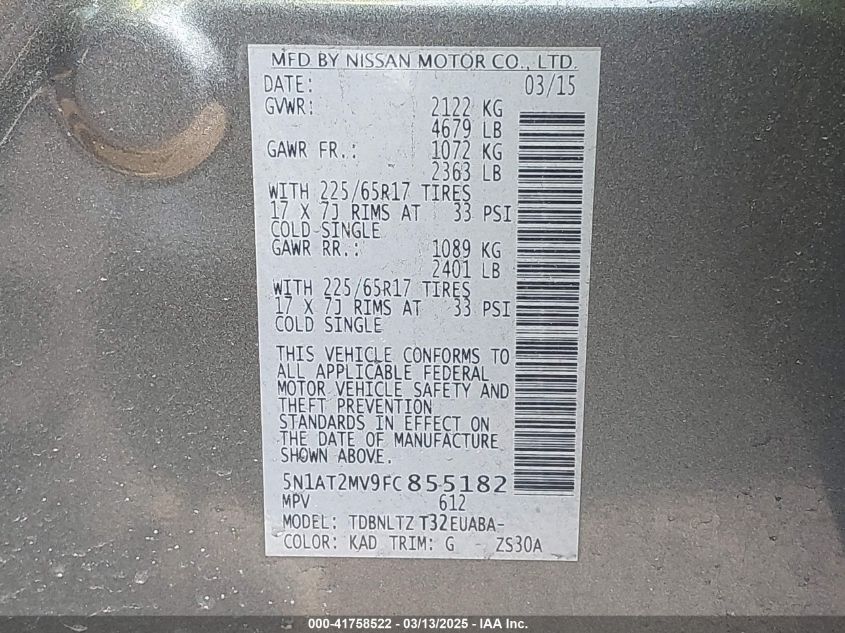 MFD BY NISSAN MOTOR CO., LTD.
DATE: 03/15
GVWR: 2122 KG
4679 LB
GAWR FR.: 1072 KG
2363 LB
WITH 225/65R17 TIRES
17 X 7J RIMS AT 33 PSI
COLD SINGLE
GAWR RR.: 1089 KG
2401 LB
WITH 225/65R17 TIRES
17 X 7J RIMS AT 33 PSI
COLD SINGLE
THIS VEHICLE CONFORMS TO
ALL APPLICABLE FEDERAL
MOTOR VEHICLE SAFETY AND
THEFT PREVENTION
STANDARDS IN EFFECT ON
THE DATE OF MANUFACTURE
SHOWN ABOVE.
5N1AT2MV9FC855182
MPV 612
MODEL: TDBNLTZ T32EUABA-
COLOR: KAD TRIM: G ZS30A
000-41758522 - 03/13/2025 - IAA Inc.